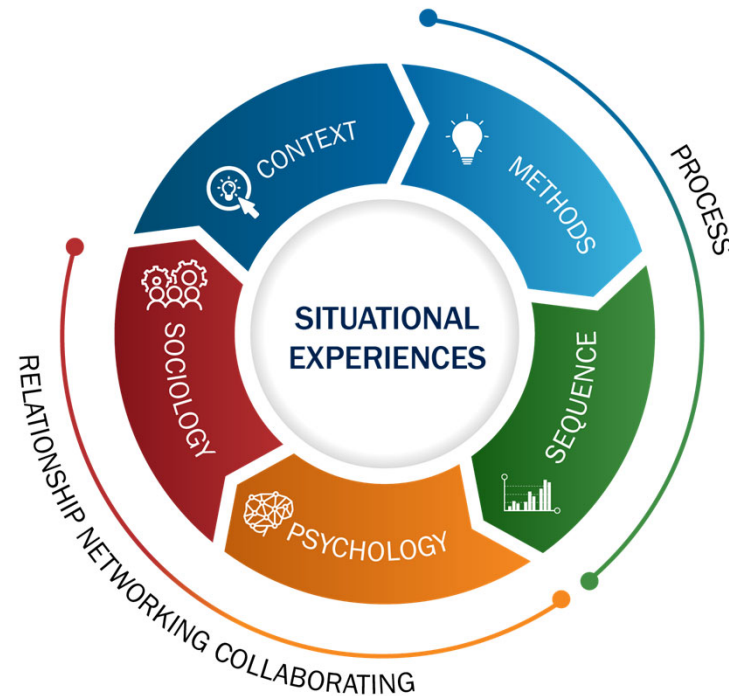 CONTEXT
METHODS
PROCESS
SITUATIONAL
EXPERIENCES
SEQUENCE
SOCIOLOGY
PSYCHOLOGY
RELATIONSHIP NETWORKING COLLABORATING